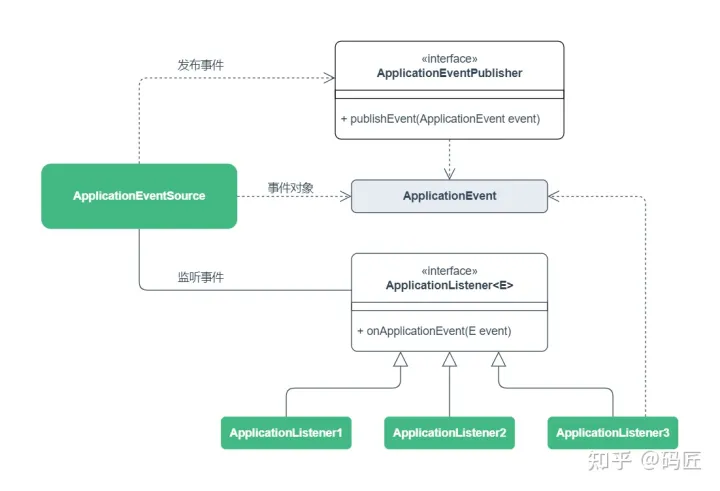 发布事件
«interface»
ApplicationEventPublisher
+ publishEvent(ApplicationEvent event)
ApplicationEventSource
事件对象
ApplicationEvent
监听事件
«interface»
ApplicationListener<E>
+ onApplicationEvent(E event)
ApplicationListener1
ApplicationListener2
ApplicationListener3
知乎 @码匠